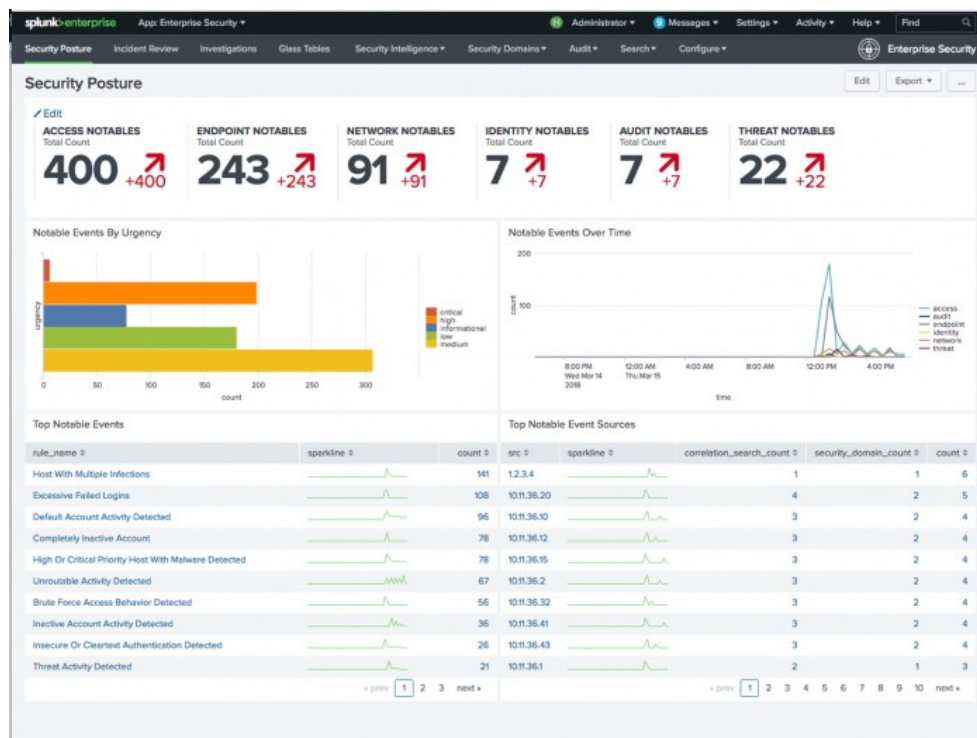 splunk>enterprise App: Enterprise Security H Administrator 9 Messages Settings Activity Help Find
Security Posture Incident Review Investigations Glass Tables Security Intelligence Security Domains Audit Search Configure Enterprise Security
Security Posture Edit Export ...
Edit
ACCESS NOTABLES
Total Count
400 +400
ENDPOINT NOTABLES
Total Count
243 +243
NETWORK NOTABLES
Total Count
91 +91
IDENTITY NOTABLES
Total Count
7 +7
AUDIT NOTABLES
Total Count
7 +7
THREAT NOTABLES
Total Count
22 +22
Notable Events By Urgency
urgency
critical
high
informational
low
medium
0 50 100 150 200 250 300
count
Notable Events Over Time
200
100
count
access
audit
endpoint
identity
network
threat
8:00 PM 12:00 AM 4:00 AM 8:00 AM 12:00 PM 4:00 PM
Wed Mar 14 Thu Mar 15
2018
time
Top Notable Events
rule_name sparkline count
Host With Multiple Infections 141
Excessive Failed Logins 108
Default Account Activity Detected 96
Completely Inactive Account 78
High Or Critical Priority Host With Malware Detected 78
Unroutable Activity Detected 67
Brute Force Access Behavior Detected 56
Inactive Account Activity Detected 36
Insecure Or Cleartext Authentication Detected 26
Threat Activity Detected 21
« prev 1 2 3 next »
Top Notable Event Sources
src sparkline correlation_search_count security_domain_count count
1.2.3.4 1 1 6
10.11.36.20 4 2 5
10.11.36.10 3 2 4
10.11.36.12 3 2 4
10.11.36.15 3 2 4
10.11.36.2 3 2 4
10.11.36.32 3 2 4
10.11.36.41 3 2 4
10.11.36.43 3 2 4
10.11.36.1 2 1 3
« prev 1 2 3 4 5 6 7 8 9 10 next »